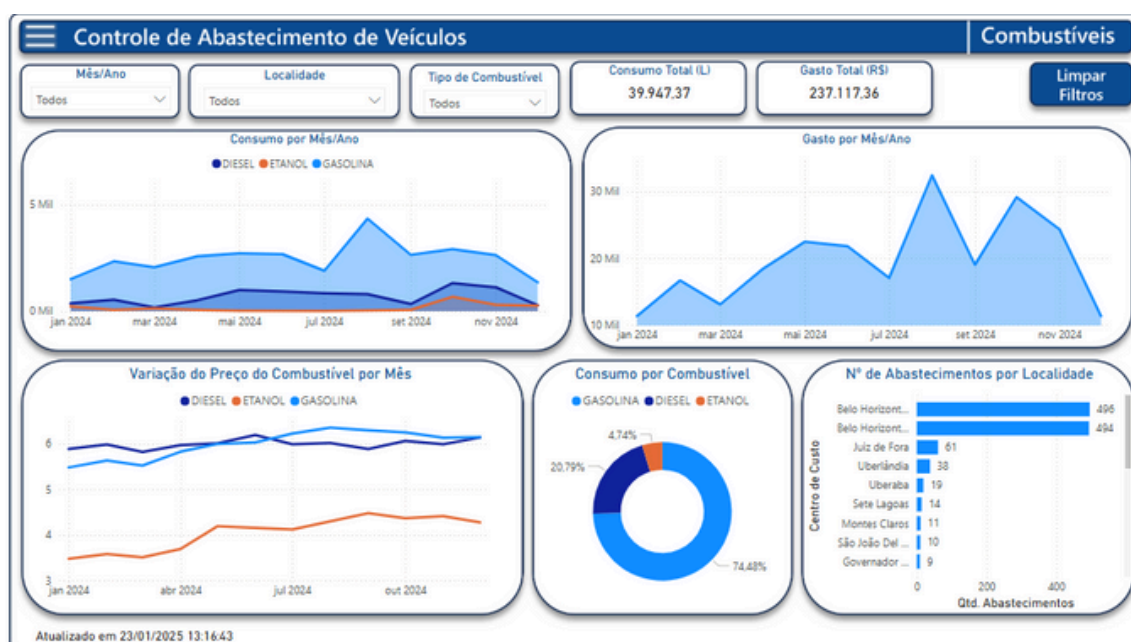 Controle de Abastecimento de Veículos
Combustíveis
Mês/Ano
Todos
Localidade
Todos
Tipo de Combustível
Todos
Consumo Total (L)
39.947,37
Gasto Total (R$)
237.117,36
Limpar
Filtros
Consumo por Mês/Ano
DIESEL ETANOL GASOLINA
5 Mil
0 Mil
jan 2024 mar 2024 mai 2024 jul 2024 set 2024 nov 2024
Gasto por Mês/Ano
30 Mil
20 Mil
10 Mil
jan 2024 mar 2024 mai 2024 jul 2024 set 2024 nov 2024
Variação do Preço do Combustível por Mês
DIESEL ETANOL GASOLINA
6
5
4
3
jan 2024 abr 2024 jul 2024 out 2024
Consumo por Combustível
GASOLINA DIESEL ETANOL
4,74%
20,79%
74,48%
Nº de Abastecimentos por Localidade
Centro de Custo
Belo Horizont... 496
Belo Horizont... 494
Juiz de Fora 61
Uberlândia 38
Uberaba 19
Sete Lagoas 14
Montes Claros 11
São João Del ... 10
Governador ... 9
0 200 400
Qtd. Abastecimentos
Atualizado em 23/01/2025 13:16:43